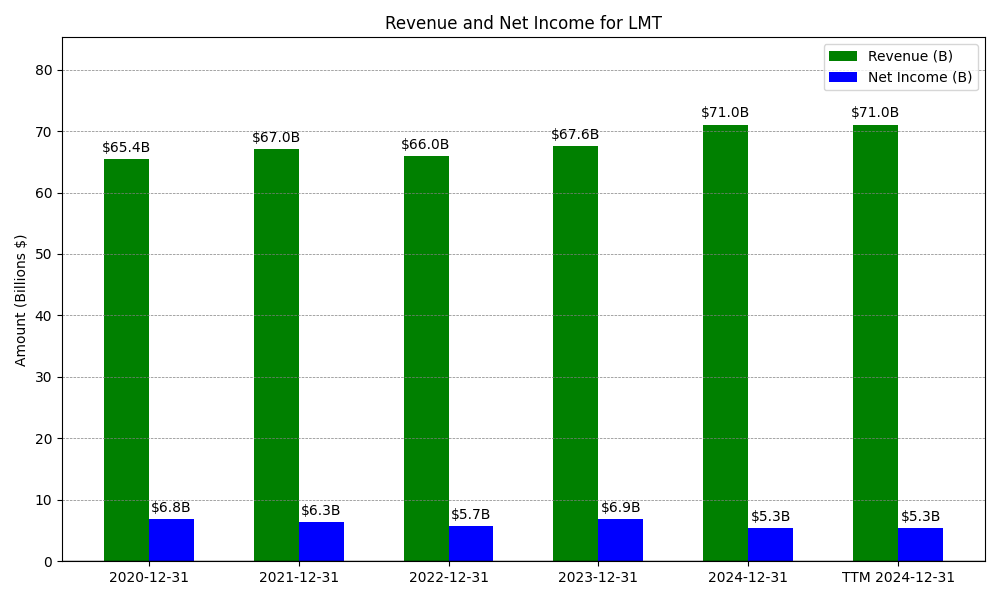 Revenue and Net Income for LMT
Revenue (B)
Net Income (B)
Amount (Billions $)
80
70
60
50
40
30
20
10
0
$65.4B
$67.0B
$66.0B
$67.6B
$71.0B
$71.0B
$6.8B
$6.3B
$5.7B
$6.9B
$5.3B
$5.3B
2020-12-31
2021-12-31
2022-12-31
2023-12-31
2024-12-31
TTM 2024-12-31